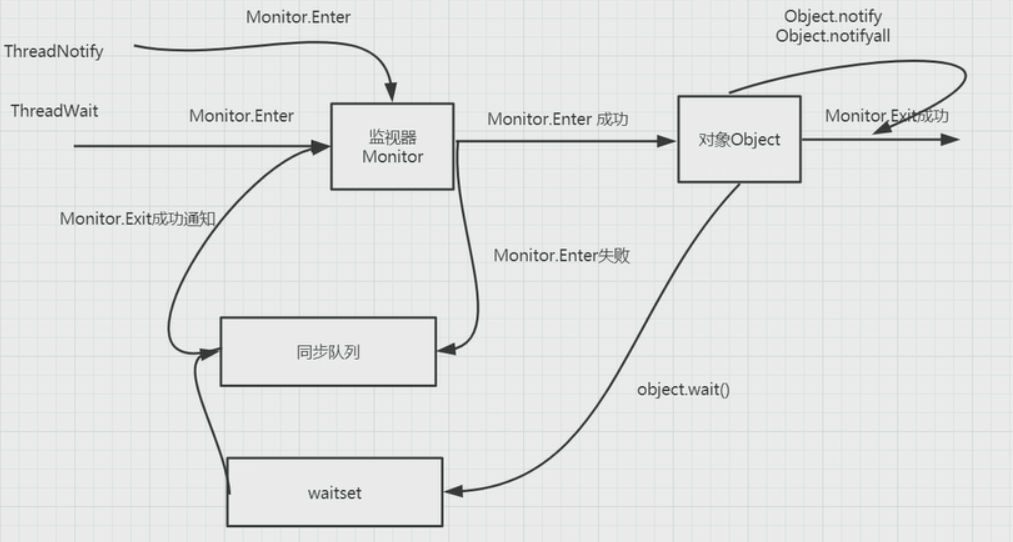 Monitor.Enter
Object.notify
Object.notifyall
ThreadNotify
ThreadWait
Monitor.Enter
监视器
Monitor
Monitor.Enter 成功
对象Object
Monitor.Exit成功
Monitor.Exit成功通知
Monitor.Enter失败
同步队列
object.wait()
waitset